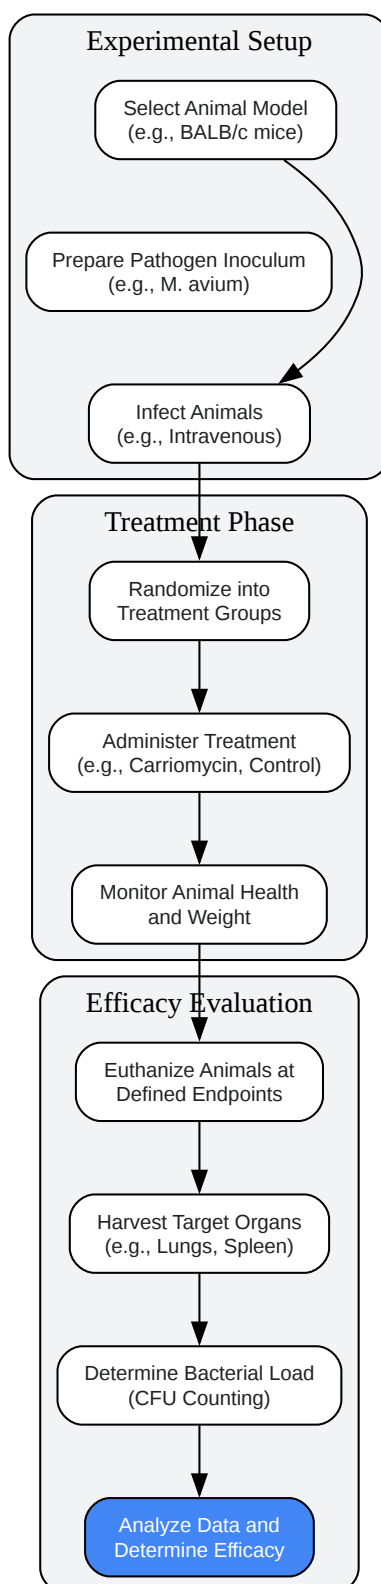 Experimental Setup
Select Animal Model
(e.g., BALB/c mice)
Prepare Pathogen Inoculum
(e.g., M. avium)
Infect Animals
(e.g., Intravenous)
Treatment Phase
Randomize into
Treatment Groups
Administer Treatment
(e.g., Carriomycin, Control)
Monitor Animal Health
and Weight
Efficacy Evaluation
Euthanize Animals at
Defined Endpoints
Harvest Target Organs
(e.g., Lungs, Spleen)
Determine Bacterial Load
(CFU Counting)
Analyze Data and
Determine Efficacy